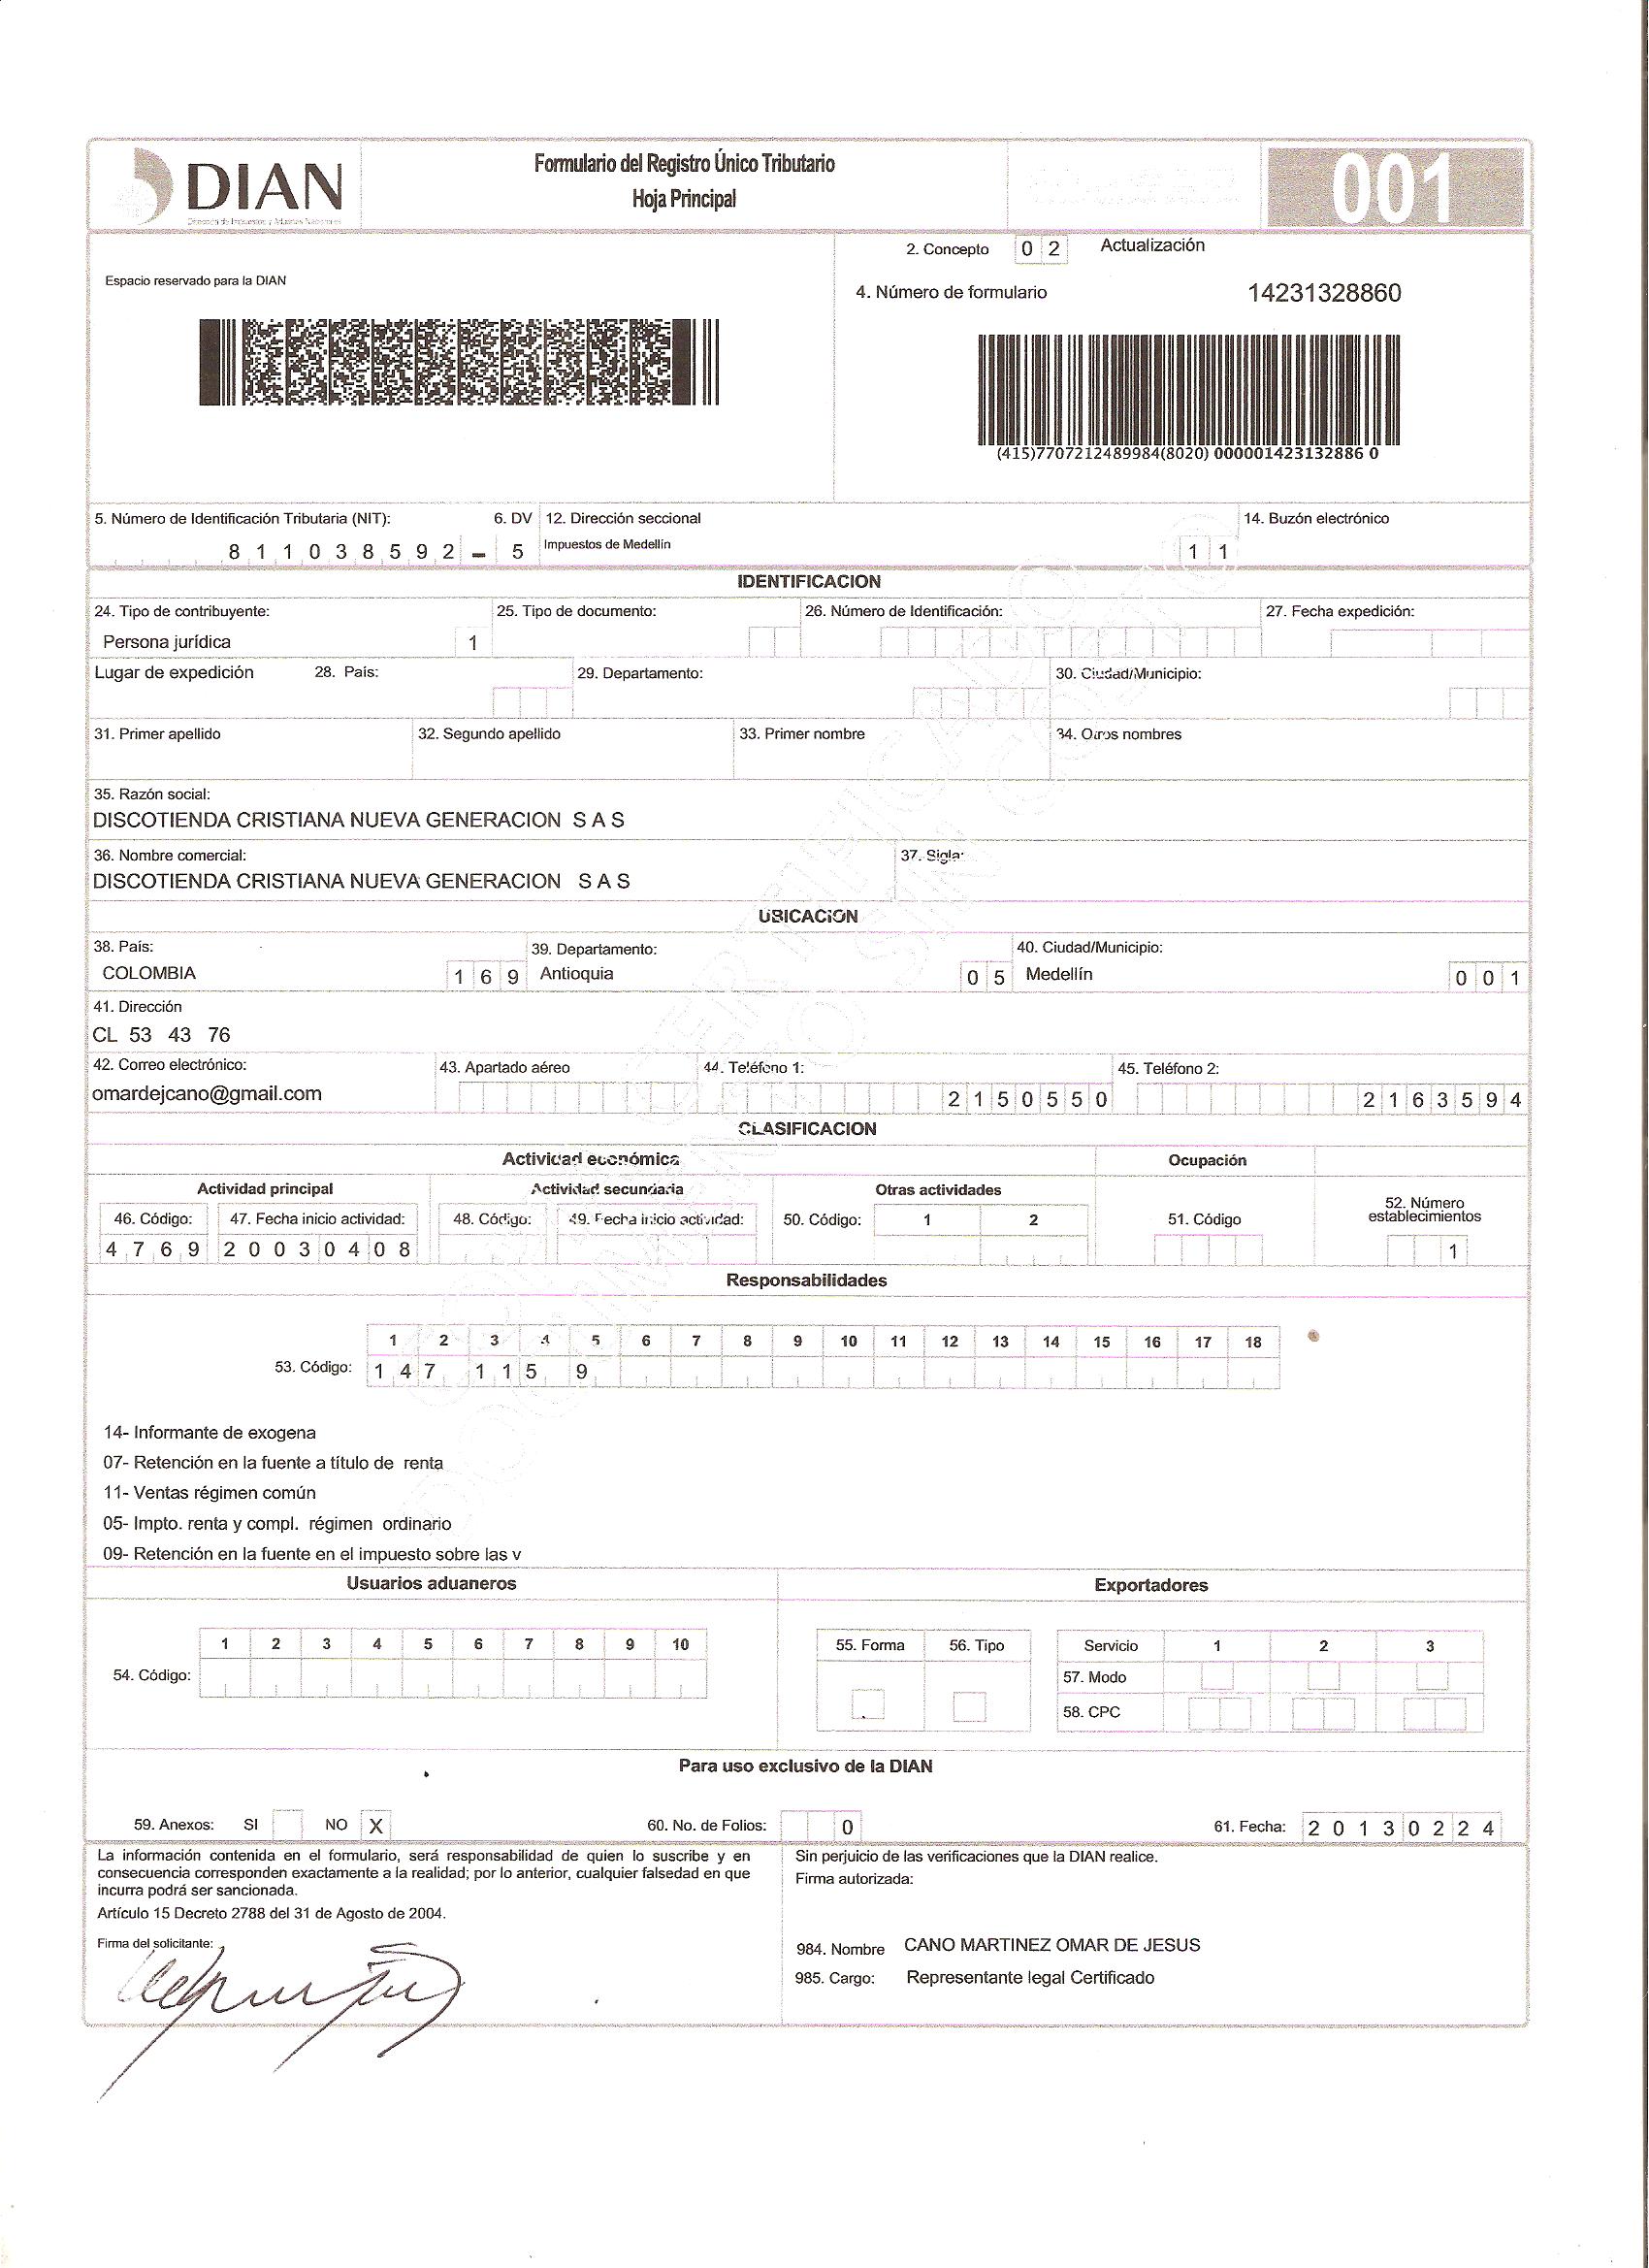 DIAN
Dirección de Impuestos y Aduanas Nacionales
Formulario del Registro Único Tributario
Hoja Principal
001
2. Concepto 0 2 Actualización
Espacio reservado para la DIAN
4. Número de formulario 14231328860
(415)7707212489984(8020) 000001423132886 0
5. Número de Identificación Tributaria (NIT): 6. DV 12. Dirección seccional 14. Buzón electrónico
8 1 1 0 3 8 5 9 2 - 5 Impuestos de Medellín 1 1
IDENTIFICACION
24. Tipo de contribuyente: 25. Tipo de documento: 26. Número de Identificación: 27. Fecha expedición:
Persona jurídica 1
Lugar de expedición 28. País: 29. Departamento: 30. Ciudad/Municipio:
31. Primer apellido 32. Segundo apellido 33. Primer nombre 34. Otros nombres
35. Razón social:
DISCOTIENDA CRISTIANA NUEVA GENERACION S A S
36. Nombre comercial: 37. Sigla:
DISCOTIENDA CRISTIANA NUEVA GENERACION S A S
UBICACION
38. País: 39. Departamento: 40. Ciudad/Municipio:
COLOMBIA 1 6 9 Antioquia 0 5 Medellín 0 0 1
41. Dirección
CL 53 43 76
42. Correo electrónico: 43. Apartado aéreo 44. Teléfono 1: 45. Teléfono 2:
omardejcano@gmail.com 2 1 5 0 5 5 0 2 1 6 3 5 9 4
CLASIFICACION
Actividad económica Ocupación
Actividad principal Actividad secundaria Otras actividades 52. Número establecimientos
46. Código: 47. Fecha inicio actividad: 48. Código: 49. Fecha inicio actividad: 50. Código: 1 2 51. Código
4 7 6 9 2 0 0 3 0 4 0 8 1
Responsabilidades
1 2 3 4 5 6 7 8 9 10 11 12 13 14 15 16 17 18
53. Código: 1 4 7 1 1 5 9
14- Informante de exogena
07- Retención en la fuente a título de renta
11- Ventas régimen común
05- Impto. renta y compl. régimen ordinario
09- Retención en la fuente en el impuesto sobre las v
Usuarios aduaneros Exportadores
1 2 3 4 5 6 7 8 9 10 55. Forma 56. Tipo Servicio 1 2 3
54. Código: 57. Modo
58. CPC
Para uso exclusivo de la DIAN
59. Anexos: SI NO X 60. No. de Folios: 0 61. Fecha: 2 0 1 3 0 2 2 4
La información contenida en el formulario, será responsabilidad de quien lo suscribe y en
consecuencia corresponden exactamente a la realidad; por lo anterior, cualquier falsedad en que
incurra podrá ser sancionada.
Artículo 15 Decreto 2788 del 31 de Agosto de 2004.
Firma del solicitante:
Sin perjuicio de las verificaciones que la DIAN realice.
Firma autorizada:
984. Nombre CANO MARTINEZ OMAR DE JESUS
985. Cargo: Representante legal Certificado